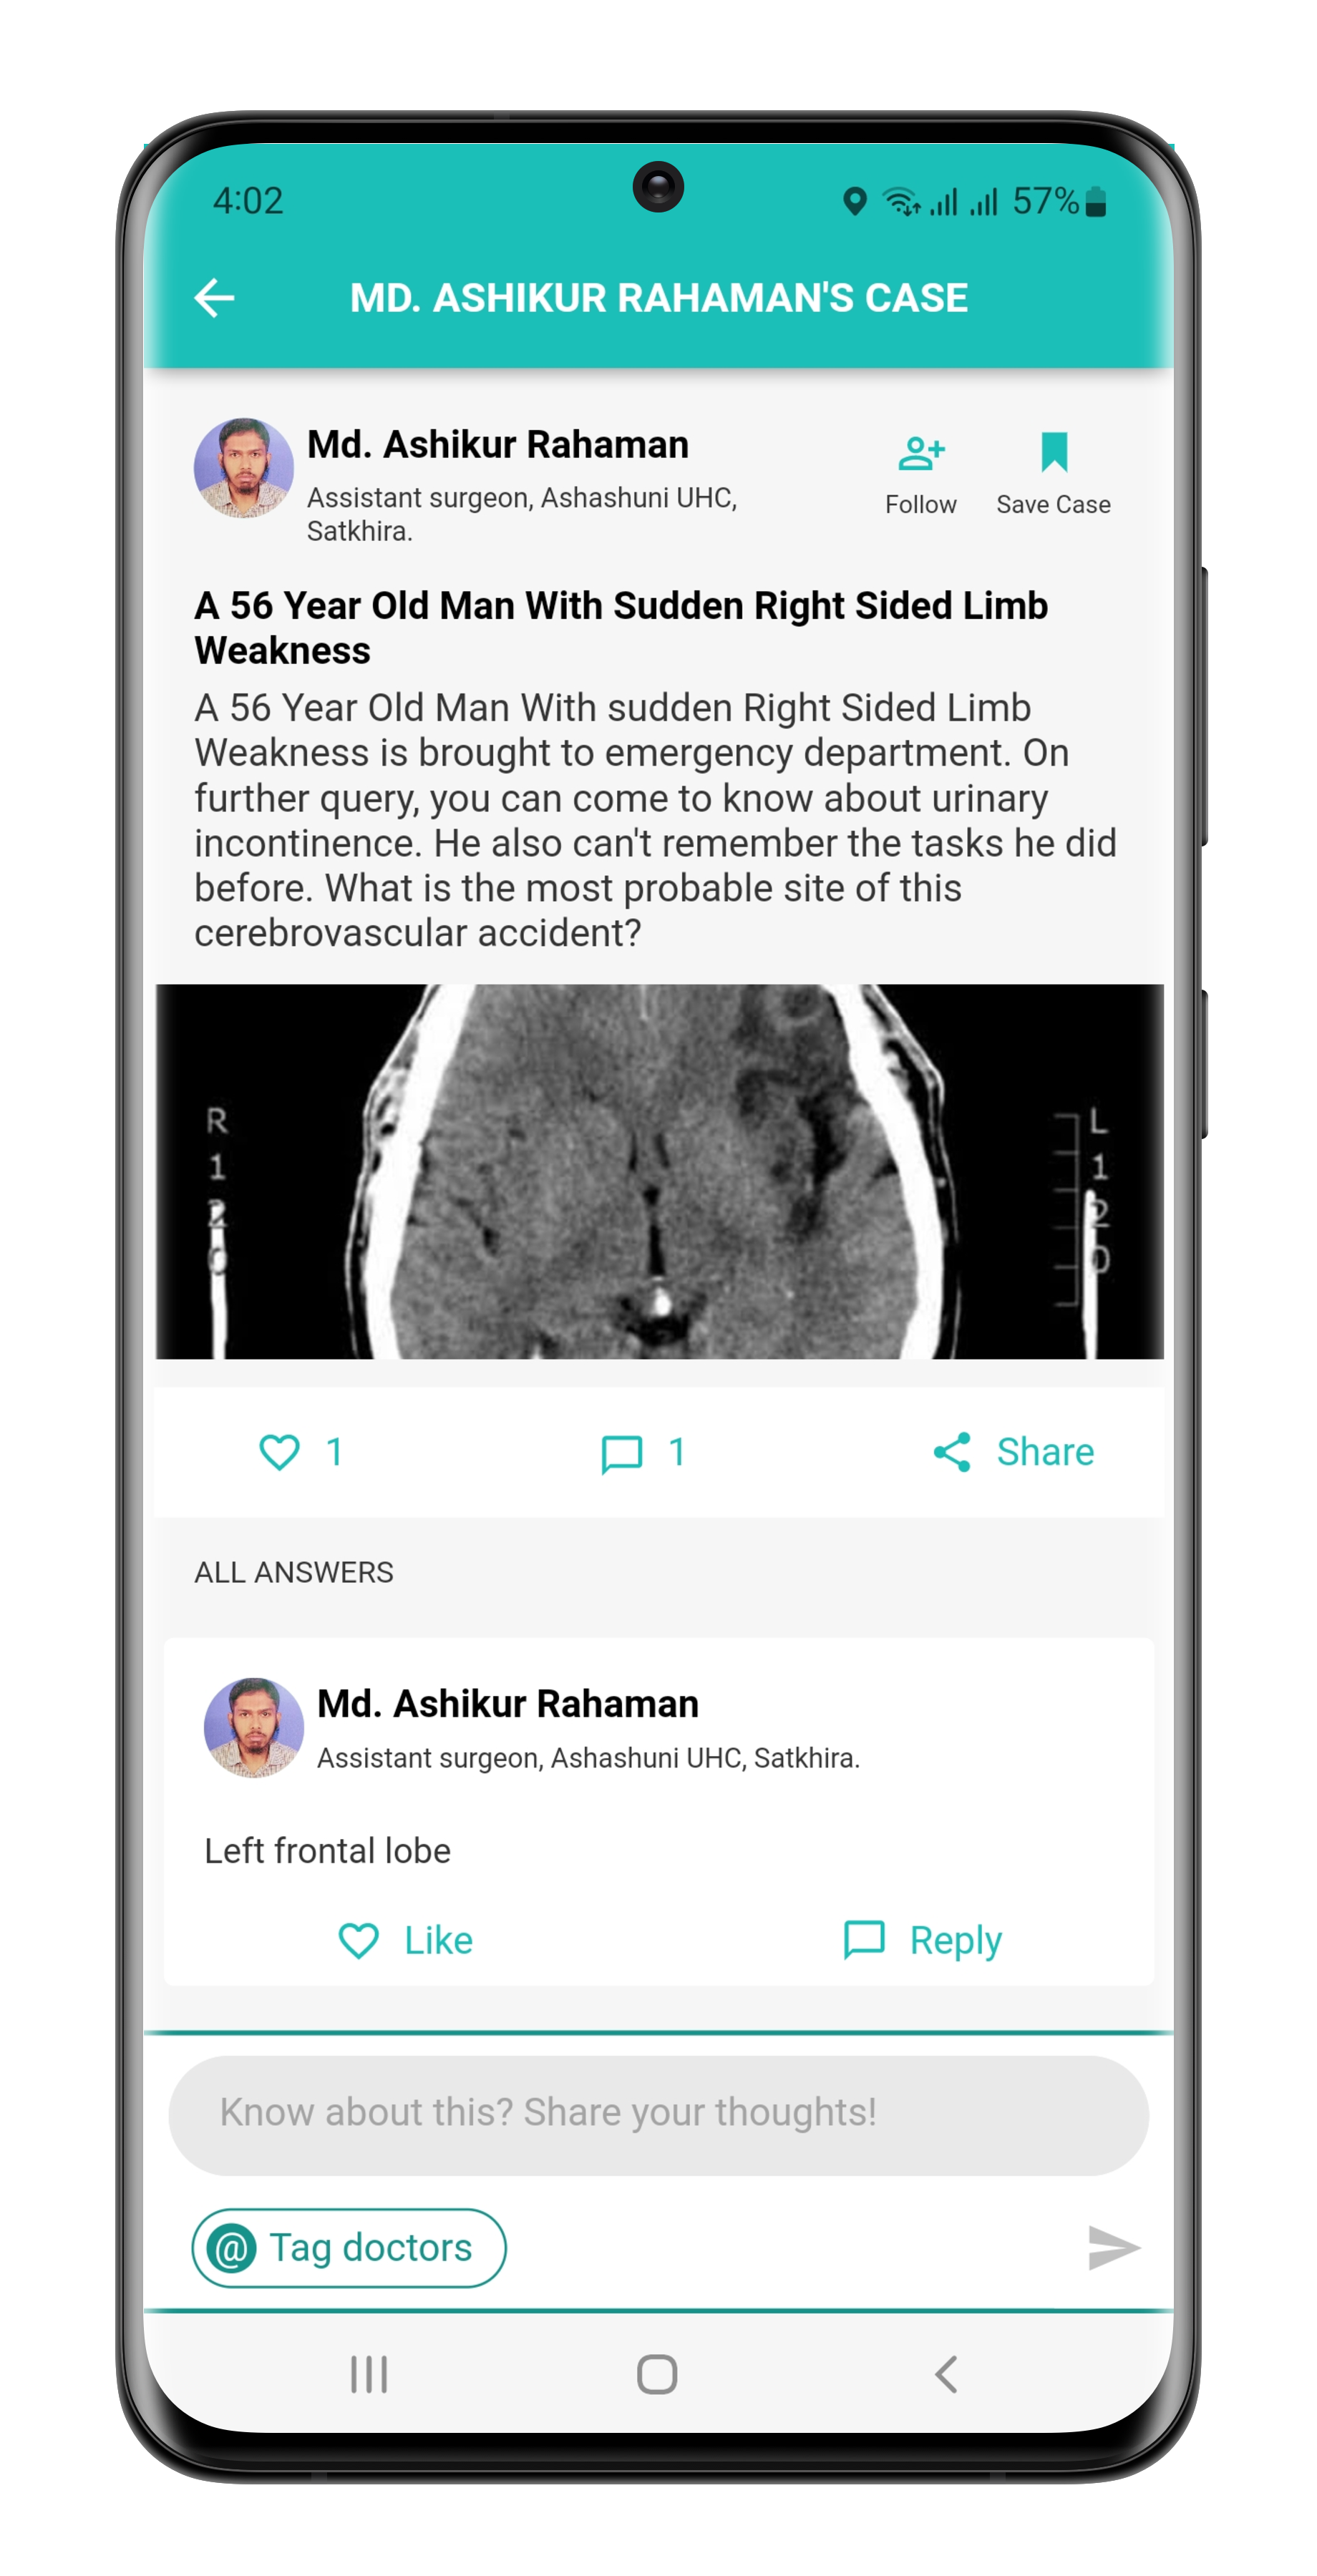 4:02
57%
MD. ASHIKUR RAHAMAN'S CASE
Md. Ashikur Rahaman
Assistant surgeon, Ashashuni UHC,
Satkhira.
Follow
Save Case
A 56 Year Old Man With Sudden Right Sided Limb
Weakness
A 56 Year Old Man With sudden Right Sided Limb
Weakness is brought to emergency department. On
further query, you can come to know about urinary
incontinence. He also can't remember the tasks he did
before. What is the most probable site of this
cerebrovascular accident?
R
1
2
0
L
1
2
0
1
1
Share
ALL ANSWERS
Md. Ashikur Rahaman
Assistant surgeon, Ashashuni UHC, Satkhira.
Left frontal lobe
Like
Reply
Know about this? Share your thoughts!
@ Tag doctors